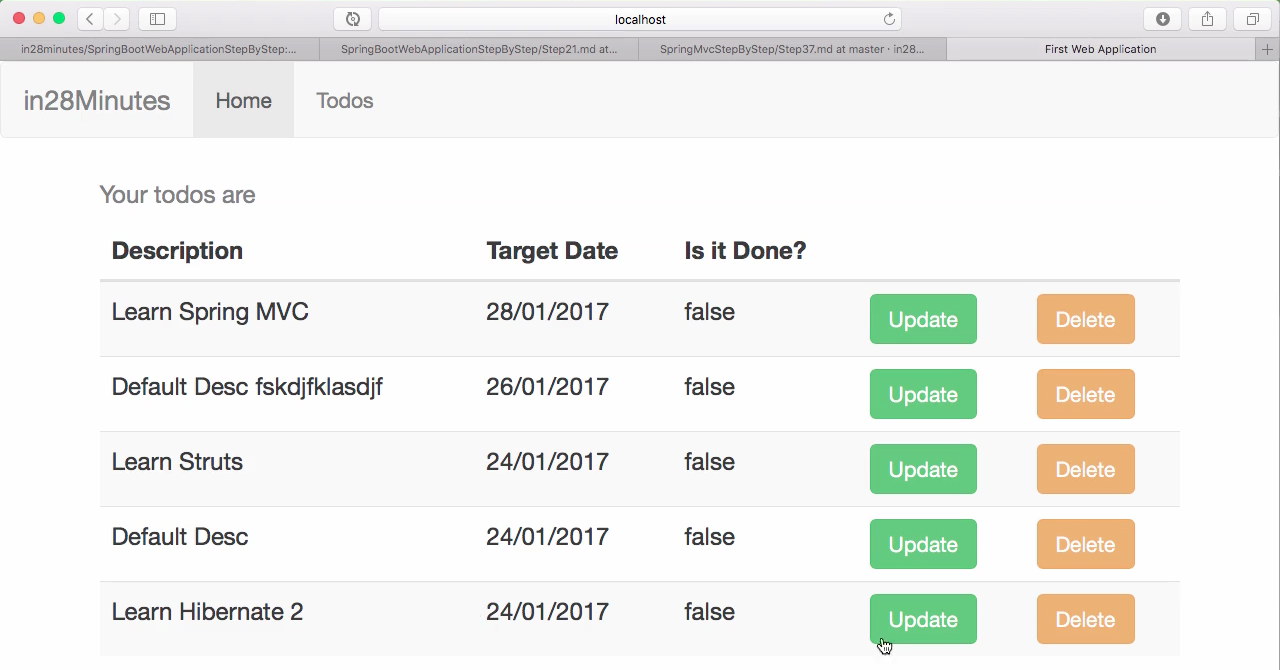 localhost
in28minutes/SpringBootWebApplicationStepByStep:... SpringBootWebApplicationStepByStep/Step21.md at... SpringMvcStepByStep/Step37.md at master · in28... First Web Application
in28Minutes Home Todos
Your todos are
Description Target Date Is it Done?
Learn Spring MVC 28/01/2017 false Update Delete
Default Desc fskdjfklasdjf 26/01/2017 false Update Delete
Learn Struts 24/01/2017 false Update Delete
Default Desc 24/01/2017 false Update Delete
Learn Hibernate 2 24/01/2017 false Update Delete